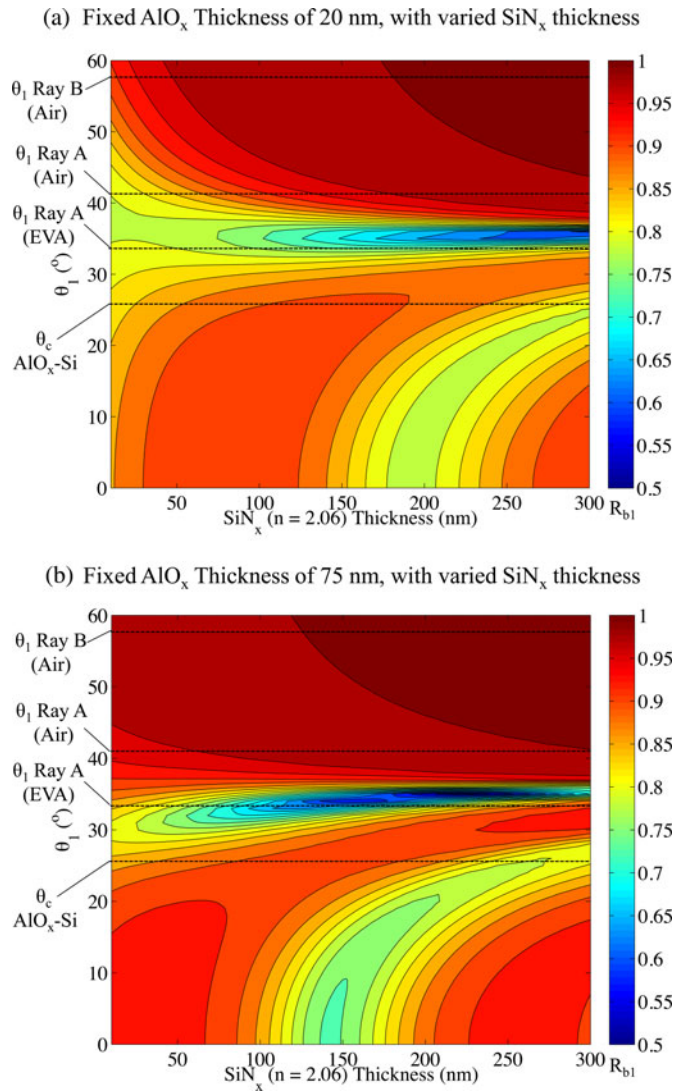 (a) Fixed AlOₓ Thickness of 20 nm, with varied SiNₓ thickness
60
50
40
30
20
10
0
θ₁ Ray B
(Air)
θ₁ Ray A
(Air)
θ₁ Ray A
(EVA)
θ₁ (°)
θc
AlOₓ-Si
50
100
150
200
250
300
SiNₓ (n = 2.06) Thickness (nm)
1
0.95
0.9
0.85
0.8
0.75
0.7
0.65
0.6
0.55
0.5
R_b1
(b) Fixed AlOₓ Thickness of 75 nm, with varied SiNₓ thickness
60
50
40
30
20
10
0
θ₁ Ray B
(Air)
θ₁ Ray A
(Air)
θ₁ Ray A
(EVA)
θ₁ (°)
θc
AlOₓ-Si
50
100
150
200
250
300
SiNₓ (n = 2.06) Thickness (nm)
1
0.95
0.9
0.85
0.8
0.75
0.7
0.65
0.6
0.55
0.5
R_b1